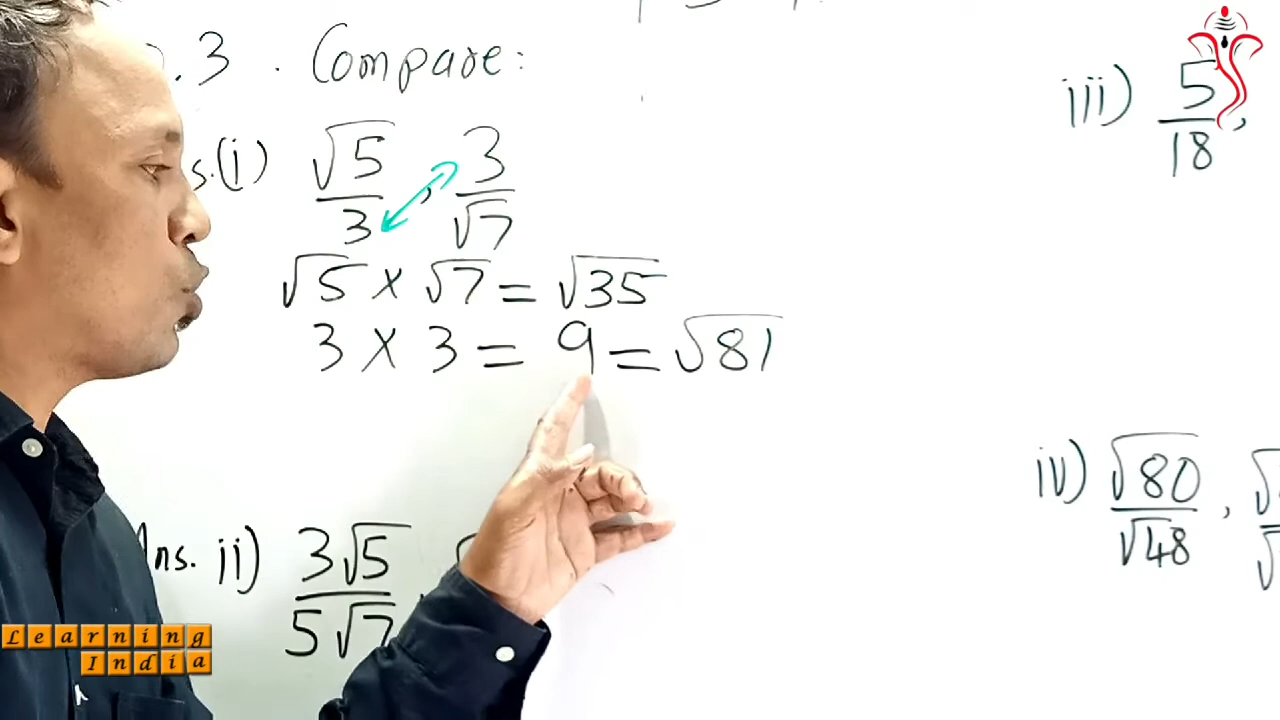 .3 . Compare:
s.(i) √5/3 , 3/√7
√5 × √7 = √35
3 × 3 = 9 = √81
ns. ii) 3√5/5√7
iii) 5/18 ,
iv) √80/√48 ,
Learning
India